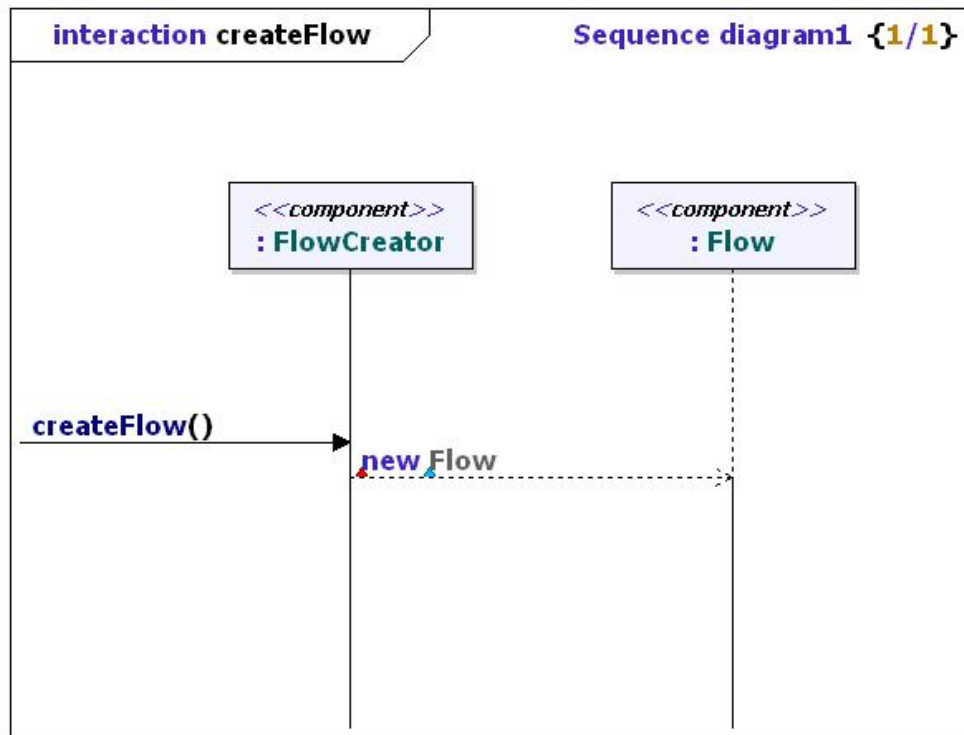 interaction createFlow
Sequence diagram1 {1/1}
<<component>>
: FlowCreator
<<component>>
: Flow
createFlow()
new Flow